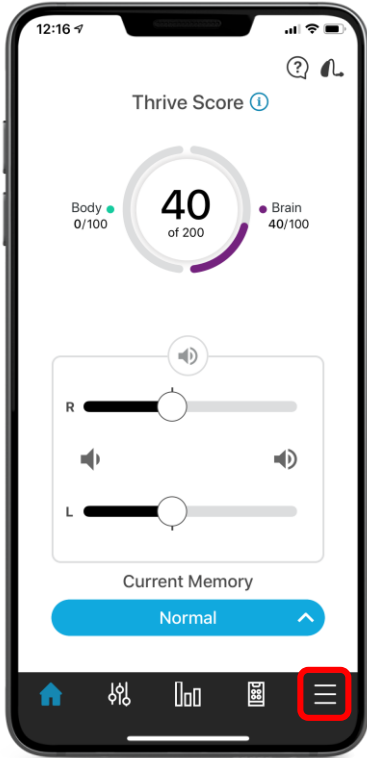 12:16
Thrive Score
Body
0/100
40
of 200
Brain
40/100
R
L
Current Memory
Normal